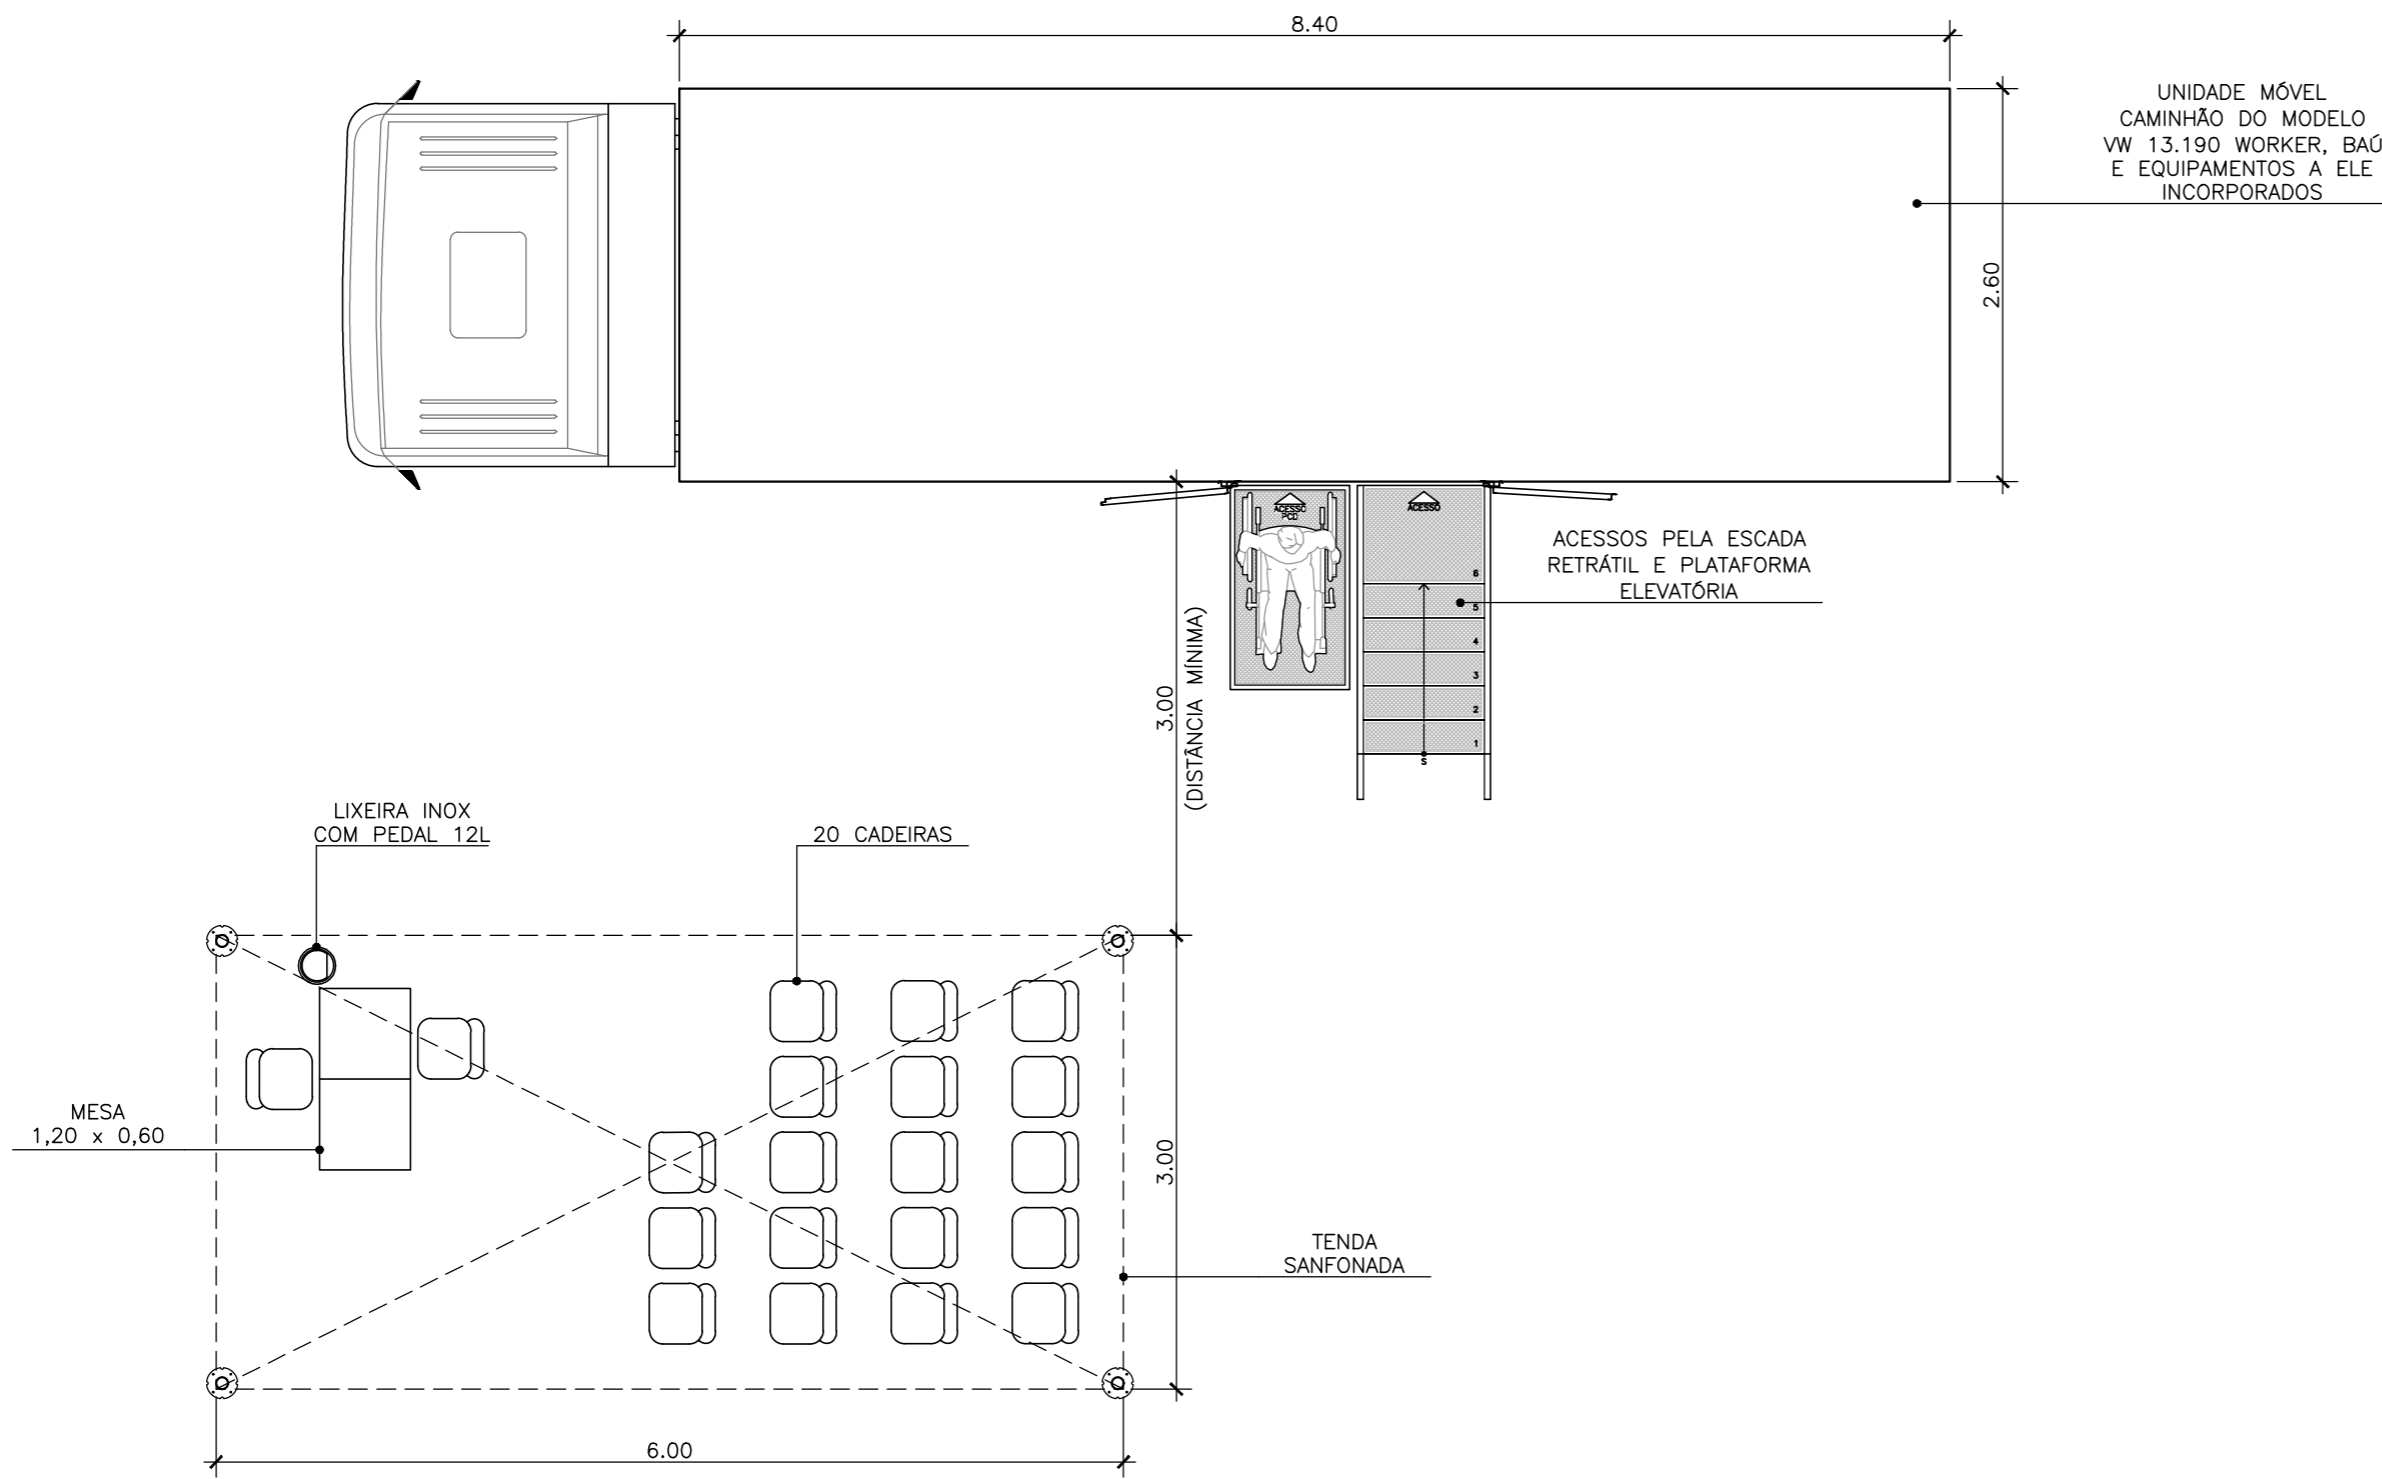 8.40
UNIDADE MÓVEL
CAMINHÃO DO MODELO
VW 13.190 WORKER, BAÚ
E EQUIPAMENTOS A ELE
INCORPORADOS
2.60
ACESSO
PCD
ACESSO
ACESSOS PELA ESCADA
RETRÁTIL E PLATAFORMA
ELEVATÓRIA
6
5
4
3
2
1
S
3.00
(DISTÂNCIA MÍNIMA)
LIXEIRA INOX
COM PEDAL 12L
20 CADEIRAS
MESA
1,20 x 0,60
3.00
TENDA
SANFONADA
6.00